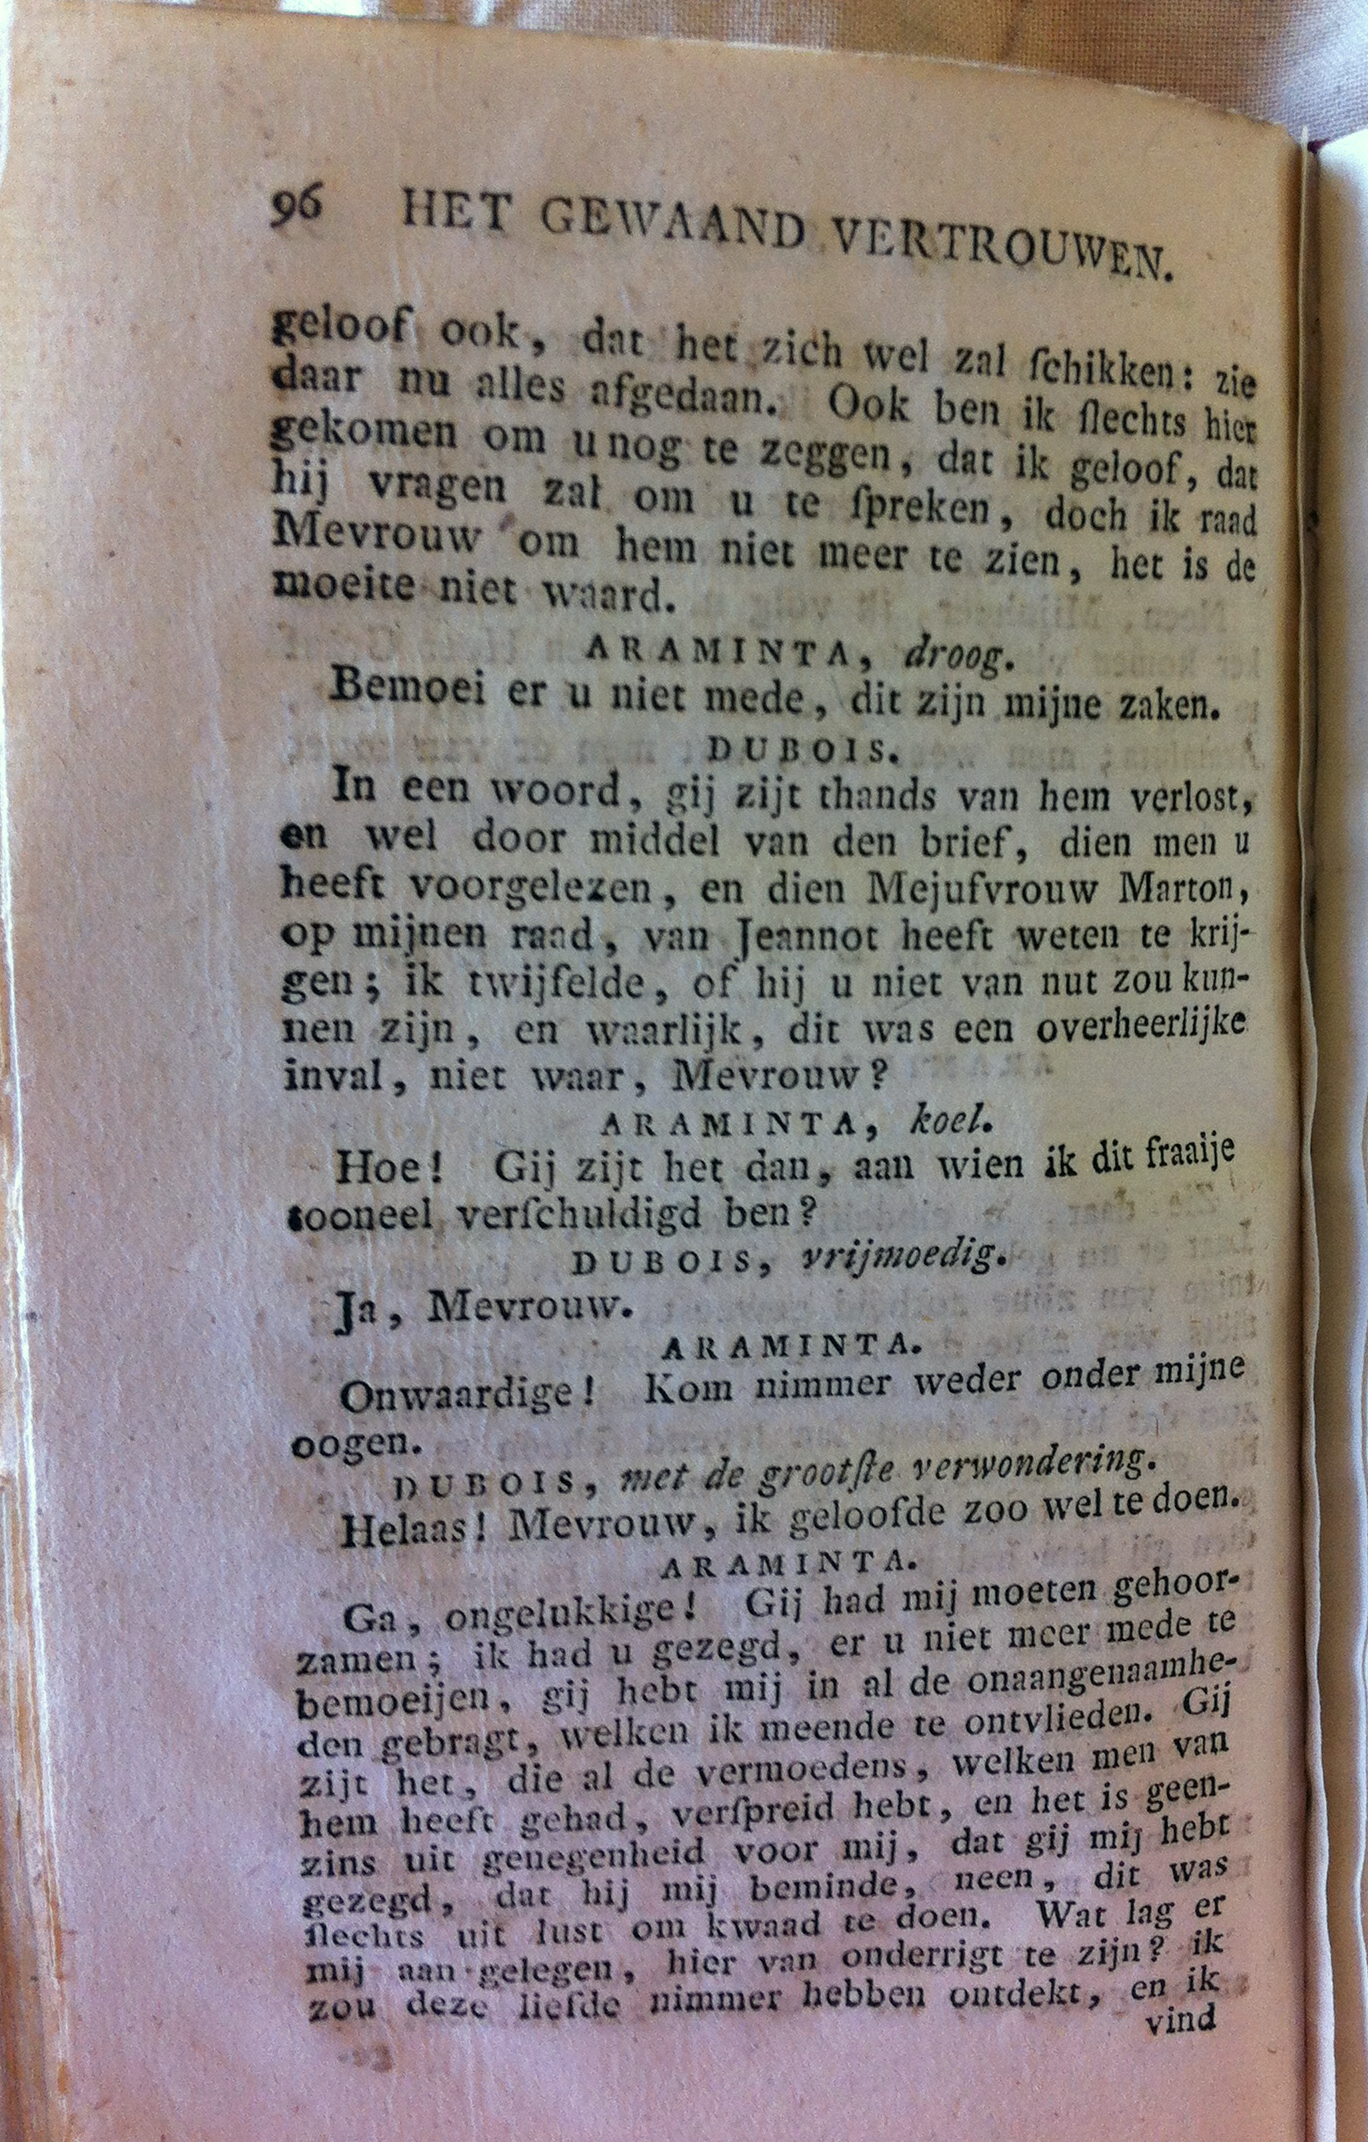 96 HET GEWAAND VERTROUWEN.
geloof ook, dat het zich wel zal ſchikken: zie
daar nu alles afgedaan. Ook ben ik ſlechts hier
gekomen om u nog te zeggen, dat ik geloof, dat
hij vragen zal om u te ſpreken, doch ik raad
Mevrouw om hem niet meer te zien, het is de
moeite niet waard.
ARAMINTA, droog.
Bemoei er u niet mede, dit zijn mijne zaken.
DUBOIS.
In een woord, gij zijt thands van hem verlost,
en wel door middel van den brief, dien men u
heeft voorgelezen, en dien Mejufvrouw Marton,
op mijnen raad, van Jeannot heeft weten te krij-
gen; ik twijfelde, of hij u niet van nut zou kun-
nen zijn, en waarlijk, dit was een overheerlijke
inval, niet waar, Mevrouw?
ARAMINTA, koel.
Hoe! Gij zijt het dan, aan wien ik dit fraaije
tooneel verſchuldigd ben?
DUBOIS, vrijmoedig.
Ja, Mevrouw.
ARAMINTA.
Onwaardige! Kom nimmer weder onder mijne
oogen.
DUBOIS, met de grootſte verwondering.
Helaas! Mevrouw, ik geloofde zoo wel te doen.
ARAMINTA.
Ga, ongelukkige! Gij had mij moeten gehoor-
zamen; ik had u gezegd, er u niet meer mede te
bemoeijen, gij hebt mij in al de onaangenaamhe-
den gebragt, welken ik meende te ontvlieden. Gij
zijt het, die al de vermoedens, welken men van
hem heeft gehad, verſpreid hebt, en het is geen-
zins uit genegenheid voor mij, dat gij mij hebt
gezegd, dat hij mij beminde, neen, dit was
ſlechts uit lust om kwaad te doen. Wat lag er
mij aan gelegen, hier van onderrigt te zijn? ik
zou deze liefde nimmer hebben ontdekt, en ik
vind